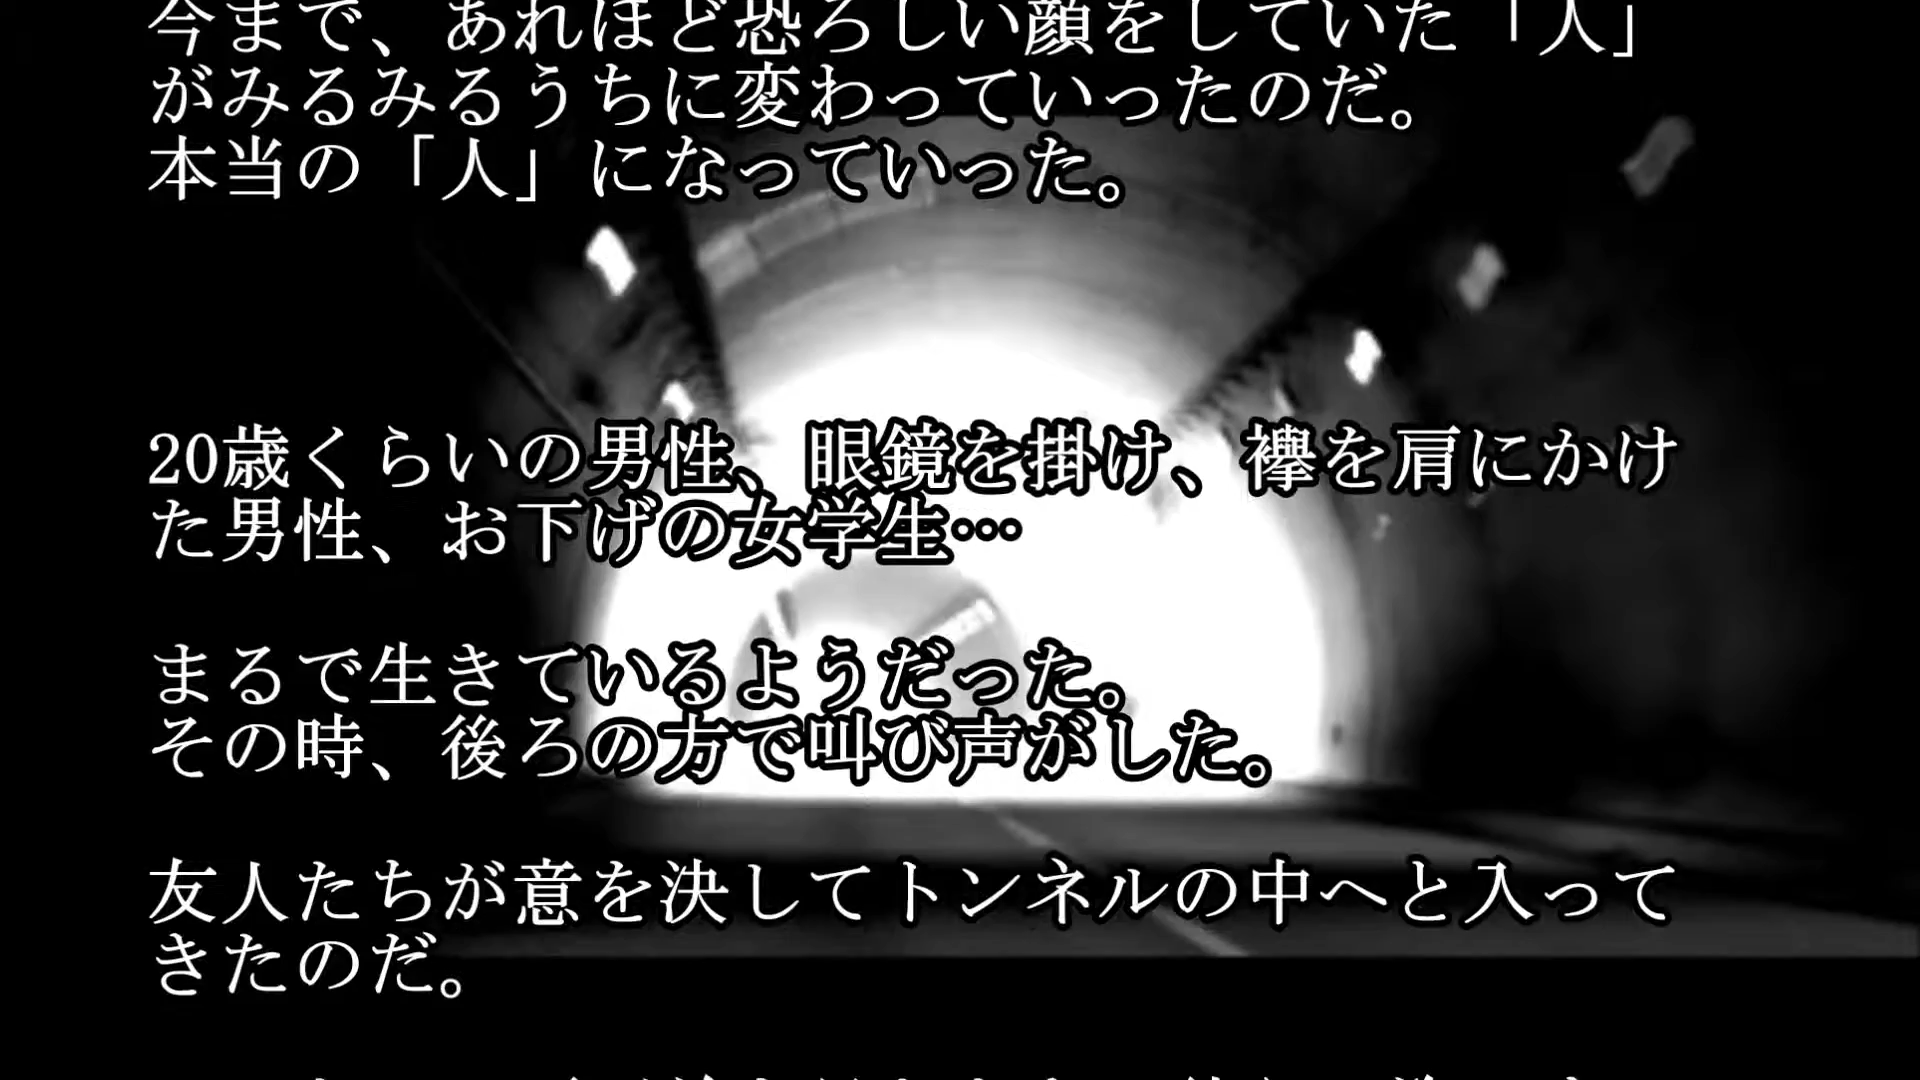 今まで、あれほど恐ろしい顔をしていた「人」
がみるみるうちに変わっていったのだ。
本当の「人」になっていった。
20歳くらいの男性、眼鏡を掛け、襷を肩にかけ
た男性、お下げの女学生…
まるで生きているようだった。
その時、後ろの方で叫び声がした。
友人たちが意を決してトンネルの中へと入って
きたのだ。